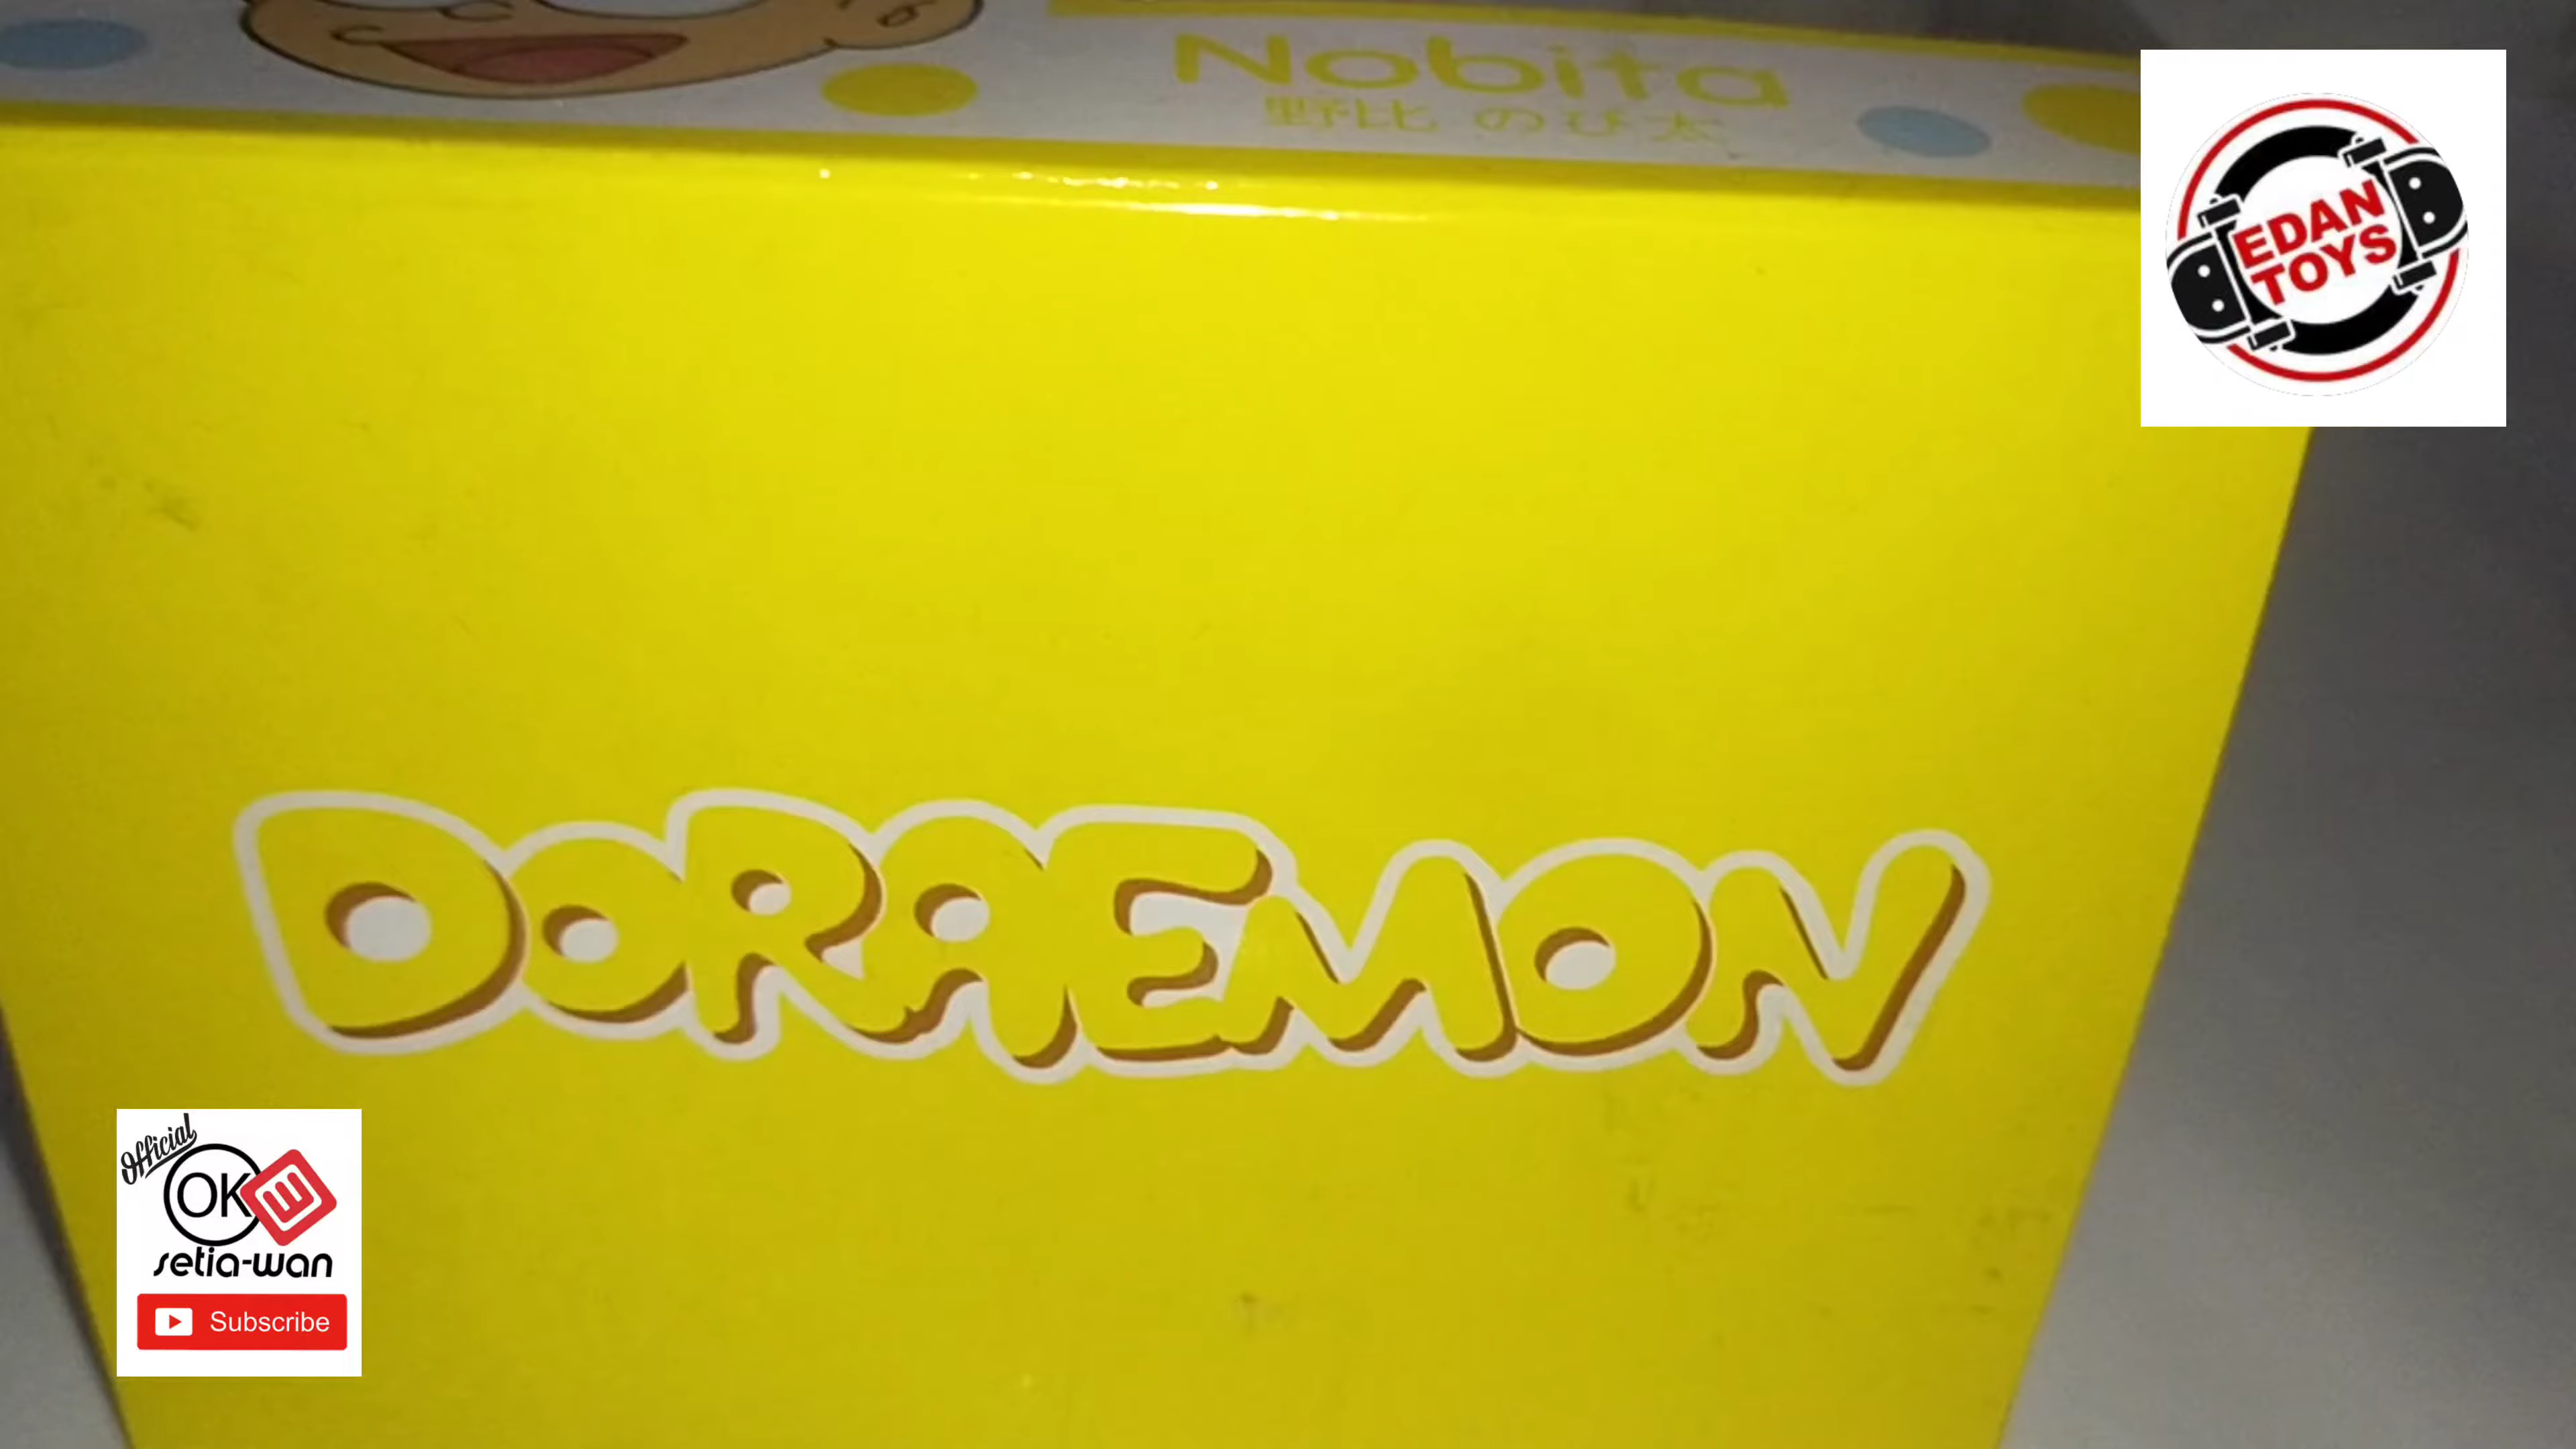 Nobita
野比 のび太
EDAN
TOYS
DORAEMON
Official
OK
setia-wan
Subscribe